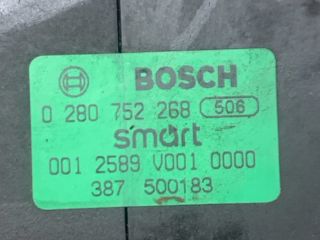 BOSCH
0 280 752 268 506
smart
001 2589 V001 0000
387 500183